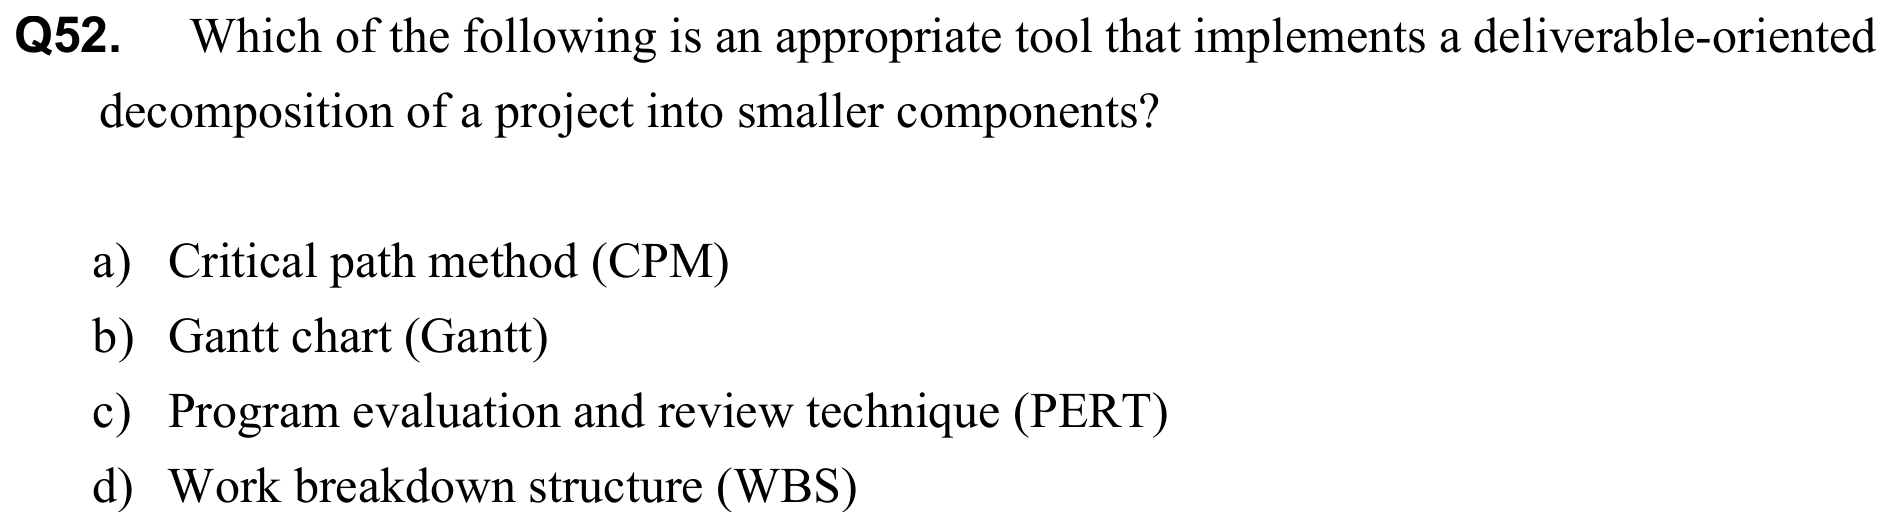 Q52. Which of the following is an appropriate tool that implements a deliverable-oriented
decomposition of a project into smaller components?
a) Critical path method (CPM)
b) Gantt chart (Gantt)
c) Program evaluation and review technique (PERT)
d) Work breakdown structure (WBS)